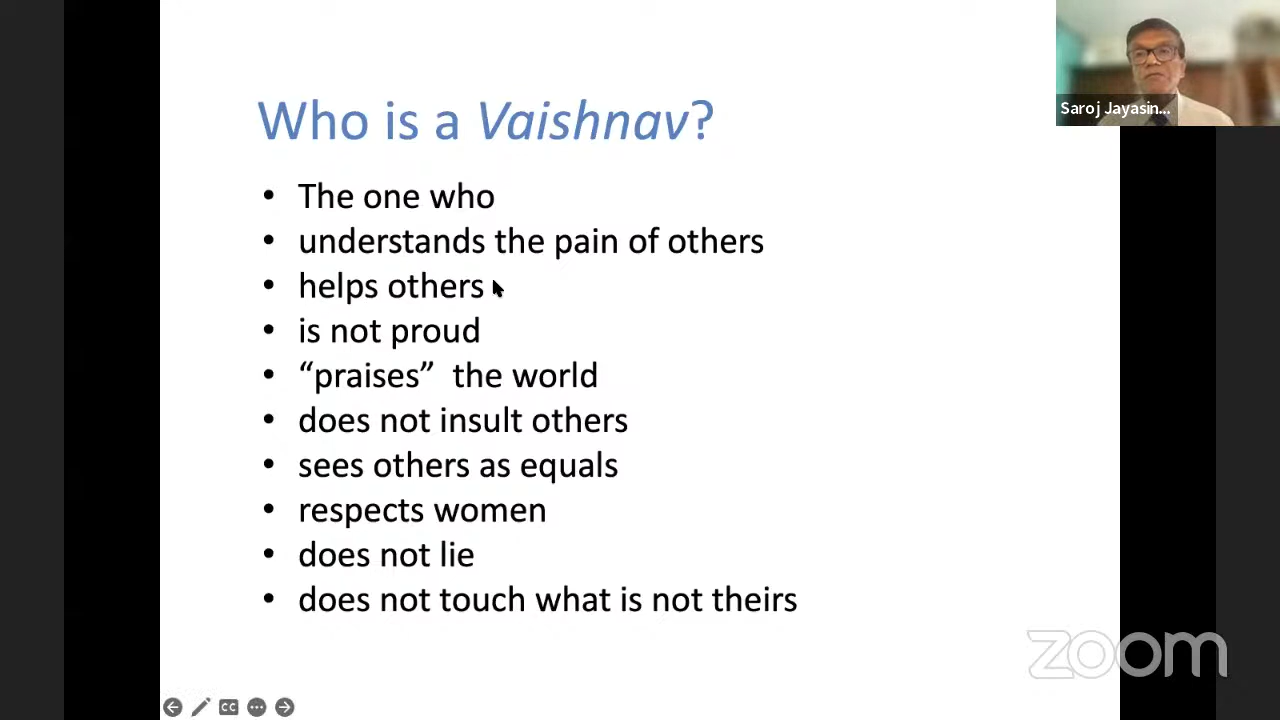 Who is a Vaishnav?
• The one who
• understands the pain of others
• helps others
• is not proud
• “praises”  the world
• does not insult others
• sees others as equals
• respects women
• does not lie
• does not touch what is not theirs
Saroj Jayasin...
zoom
CC